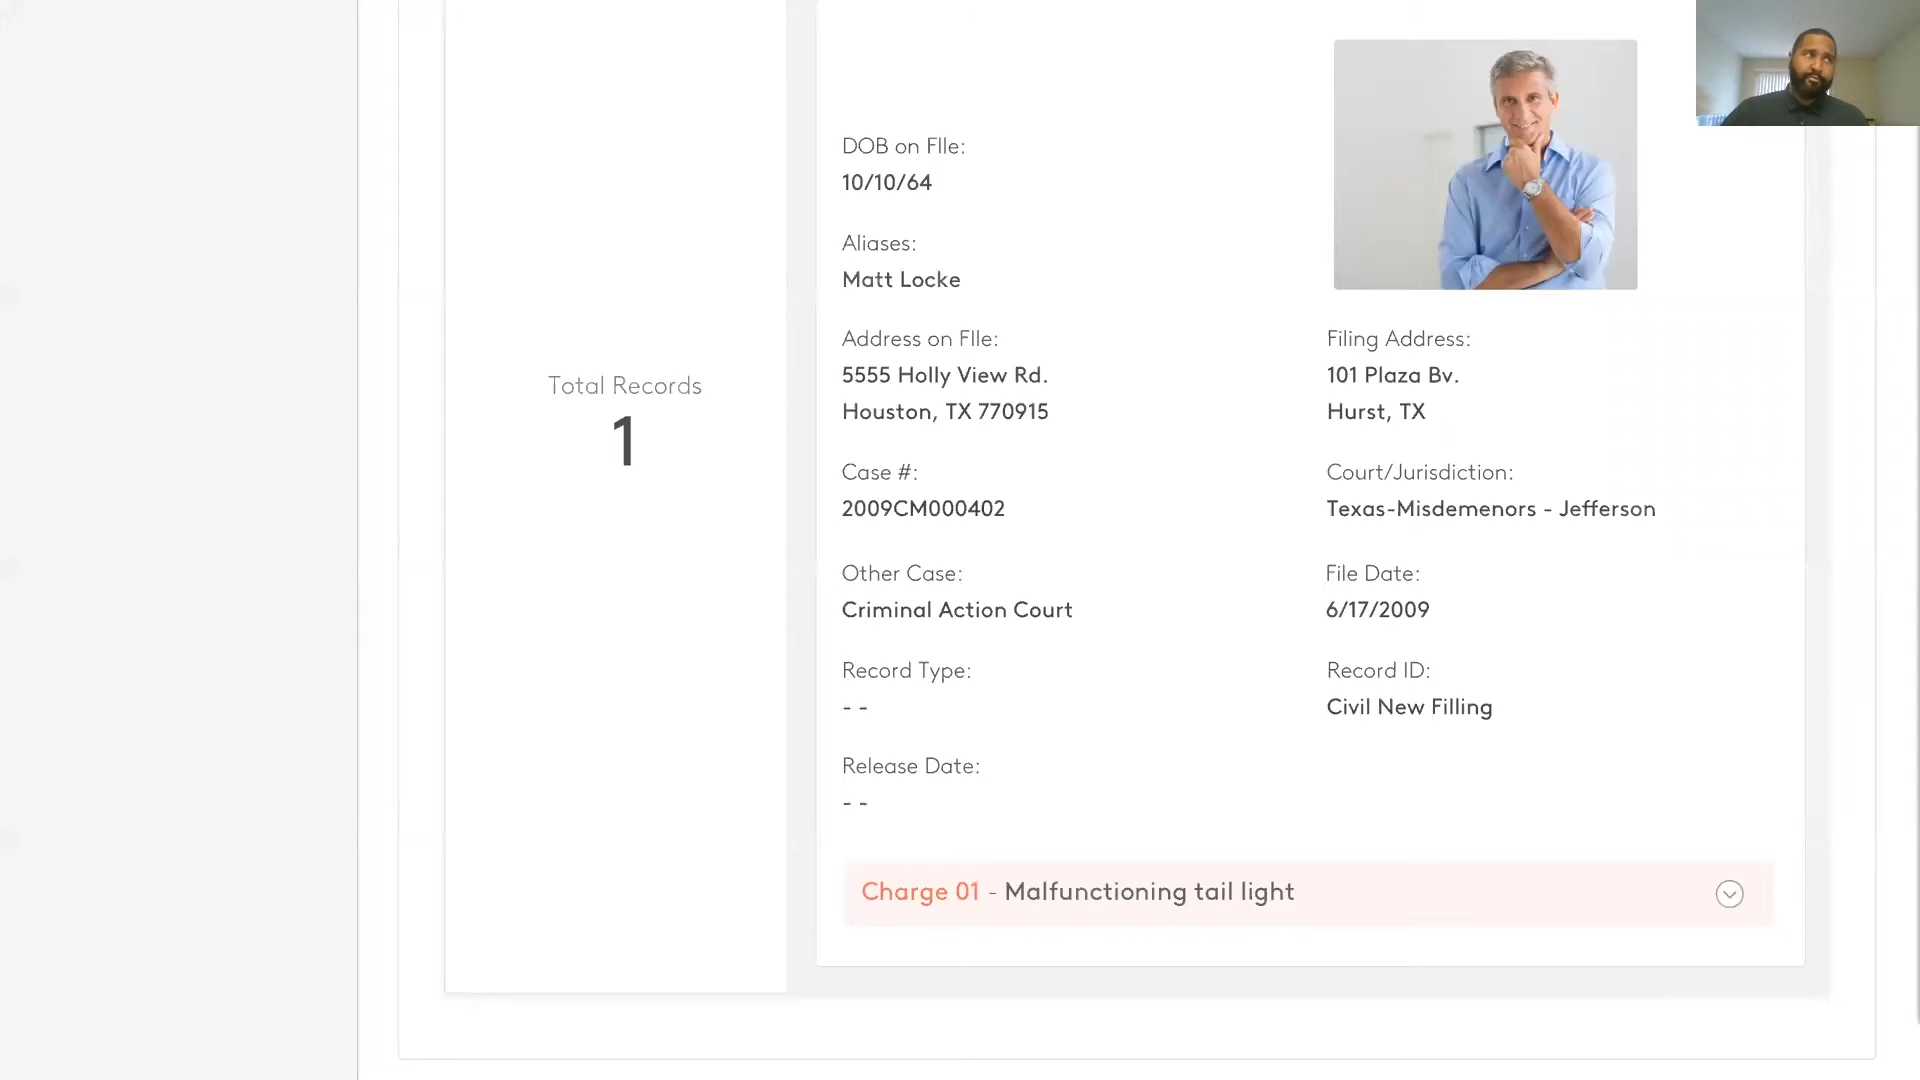 DOB on FIle:
10/10/64
Aliases:
Matt Locke
Address on FIle:
5555 Holly View Rd.
Houston, TX 770915
Filing Address:
101 Plaza Bv.
Hurst, TX
Total Records
1
Case #:
2009CM000402
Court/Jurisdiction:
Texas-Misdemenors - Jefferson
Other Case:
Criminal Action Court
File Date:
6/17/2009
Record Type:
- -
Record ID:
Civil New Filling
Release Date:
- -
Charge 01 - Malfunctioning tail light